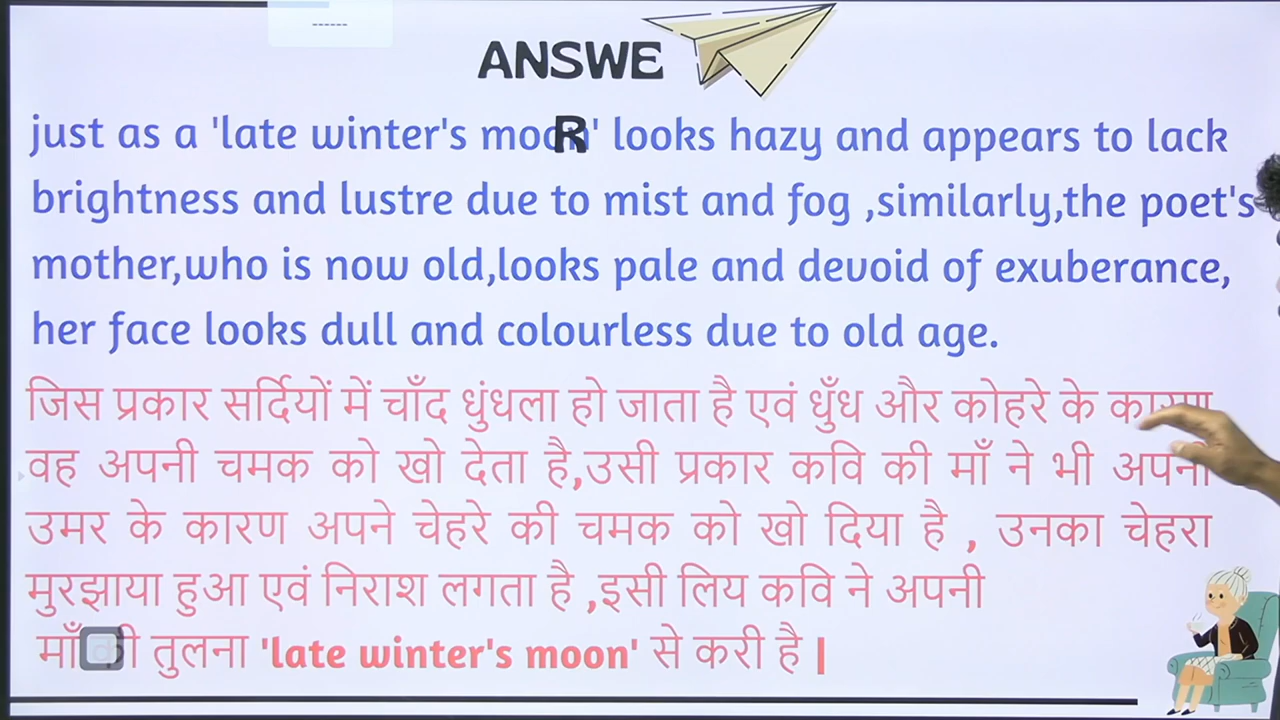 ------
ANSWE
R
just as a 'late winter's moon' looks hazy and appears to lack
brightness and lustre due to mist and fog ,similarly,the poet's
mother,who is now old,looks pale and devoid of exuberance,
her face looks dull and colourless due to old age.
जिस प्रकार सर्दियों में चाँद धुंधला हो जाता है एवं धुँध और कोहरे के कारण
वह अपनी चमक को खो देता है,उसी प्रकार कवि की माँ ने भी अपनी
उमर के कारण अपने चेहरे की चमक को खो दिया है , उनका चेहरा
मुरझाया हुआ एवं निराश लगता है ,इसी लिय कवि ने अपनी
माँ की तुलना 'late winter's moon' से करी है |